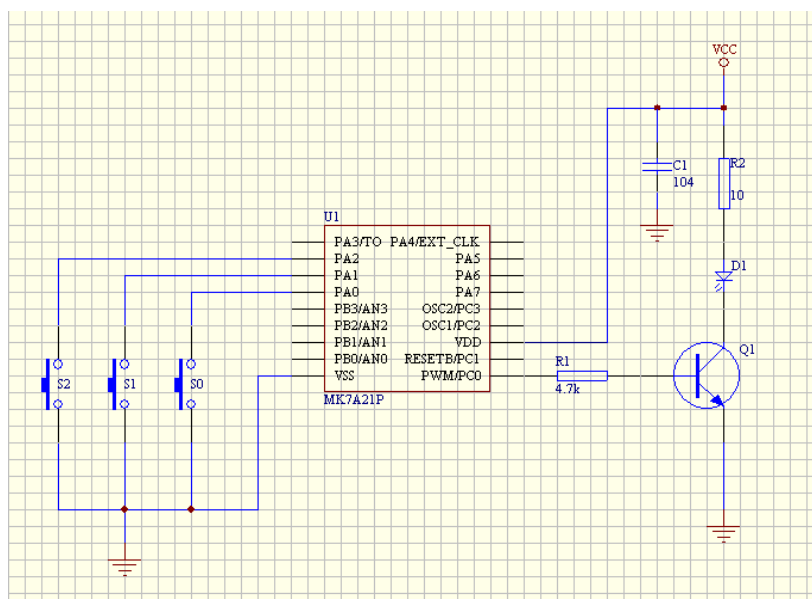 VCC
C1
104
R2
10
U1
PA3/TO PA4/EXT_CLK
PA2 PA5
PA1 PA6
PA0 PA7
PB3/AN3 OSC2/PC3
PB2/AN2 OSC1/PC2
PB1/AN1 VDD
PB0/AN0 RESETB/PC1
VSS PWM/PC0
MK7A21P
D1
Q1
R1
4.7k
S2
S1
S0